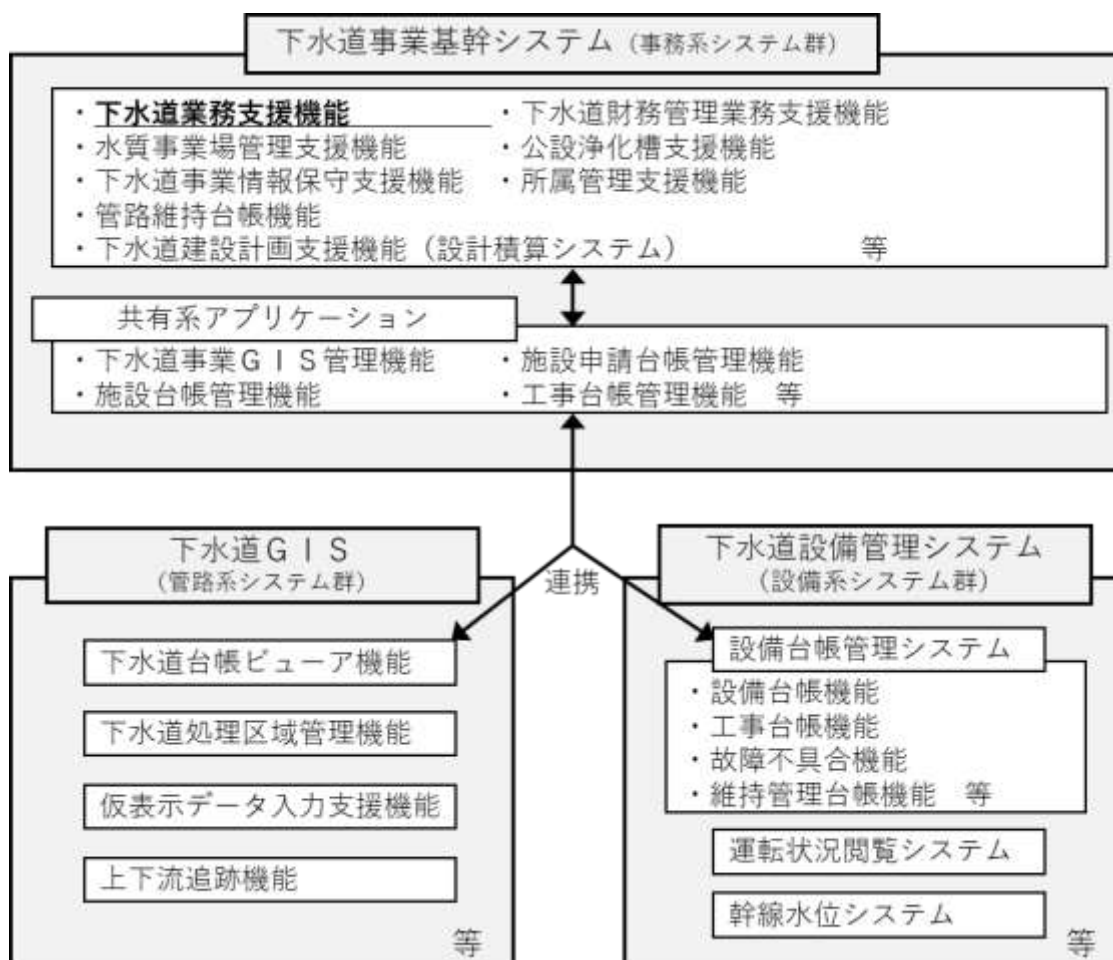 下水道事業基幹システム（事務系システム群）
・下水道業務支援機能　・下水道財務管理業務支援機能
・水質事業場管理支援機能　・公設浄化槽支援機能
・下水道事業情報保守支援機能　・所属管理支援機能
・管路維持台帳機能
・下水道建設計画支援機能（設計積算システム）　等
共有系アプリケーション
・下水道事業ＧＩＳ管理機能　・施設申請台帳管理機能
・施設台帳管理機能　・工事台帳管理機能　等
連携
下水道ＧＩＳ
（管路系システム群）
下水道台帳ビューア機能
下水道処理区域管理機能
仮表示データ入力支援機能
上下流追跡機能
等
下水道設備管理システム
（設備系システム群）
設備台帳管理システム
・設備台帳機能
・工事台帳機能
・故障不具合機能
・維持管理台帳機能　等
運転状況閲覧システム
幹線水位システム
等